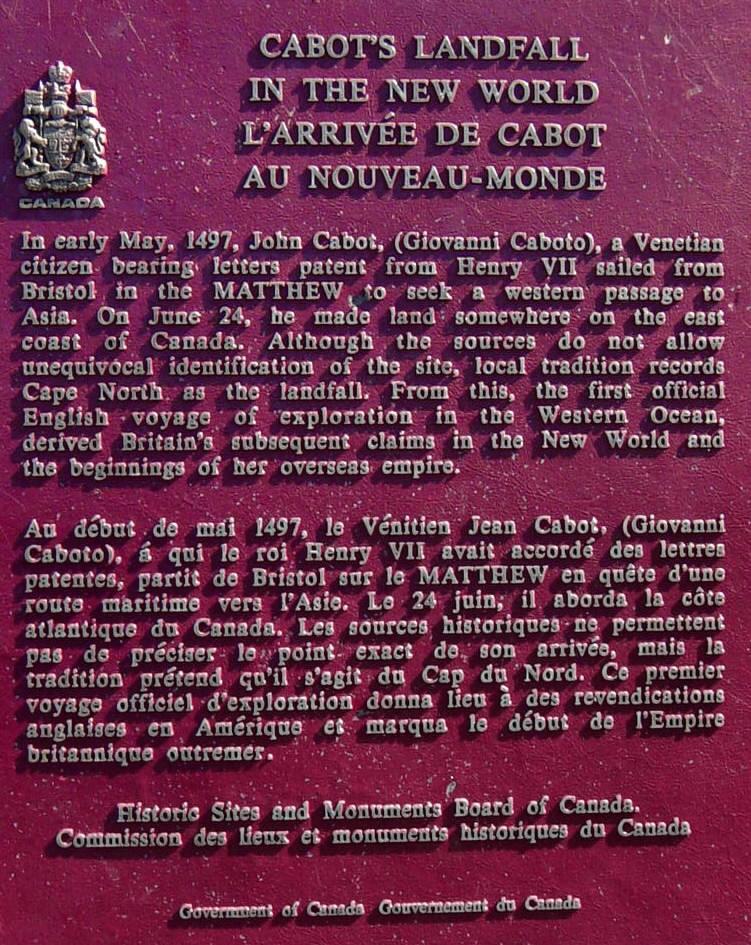 CABOT'S LANDFALL
IN THE NEW WORLD
L'ARRIVÉE DE CABOT
AU NOUVEAU-MONDE
CANADA
In early May, 1497, John Cabot, (Giovanni Caboto), a Venetian
citizen bearing letters patent from Henry VII sailed from
Bristol in the MATTHEW to seek a western passage to
Asia. On June 24, he made land somewhere on the east
coast of Canada. Although the sources do not allow
unequivocal identification of the site, local tradition records
Cape North as the landfall. From this, the first official
English voyage of exploration in the Western Ocean,
derived Britain's subsequent claims in the New World and
the beginnings of her overseas empire.
Au début de mai 1497, le Vénitien Jean Cabot, (Giovanni
Caboto), á qui le roi Henry VII avait accordé des lettres
patentes, partit de Bristol sur le MATTHEW en quête d'une
route maritime vers l'Asie. Le 24 juin, il aborda la côte
atlantique du Canada. Les sources historiques ne permettent
pas de préciser le point exact de son arrivée, mais la
tradition prétend qu'il s'agit du Cap du Nord. Ce premier
voyage officiel d'exploration donna lieu à des revendications
anglaises en Amérique et marqua le début de l'Empire
britannique outremer.
Historic Sites and Monuments Board of Canada.
Commission des lieux et monuments historiques du Canada
Government of Canada Gouvernement du Canada